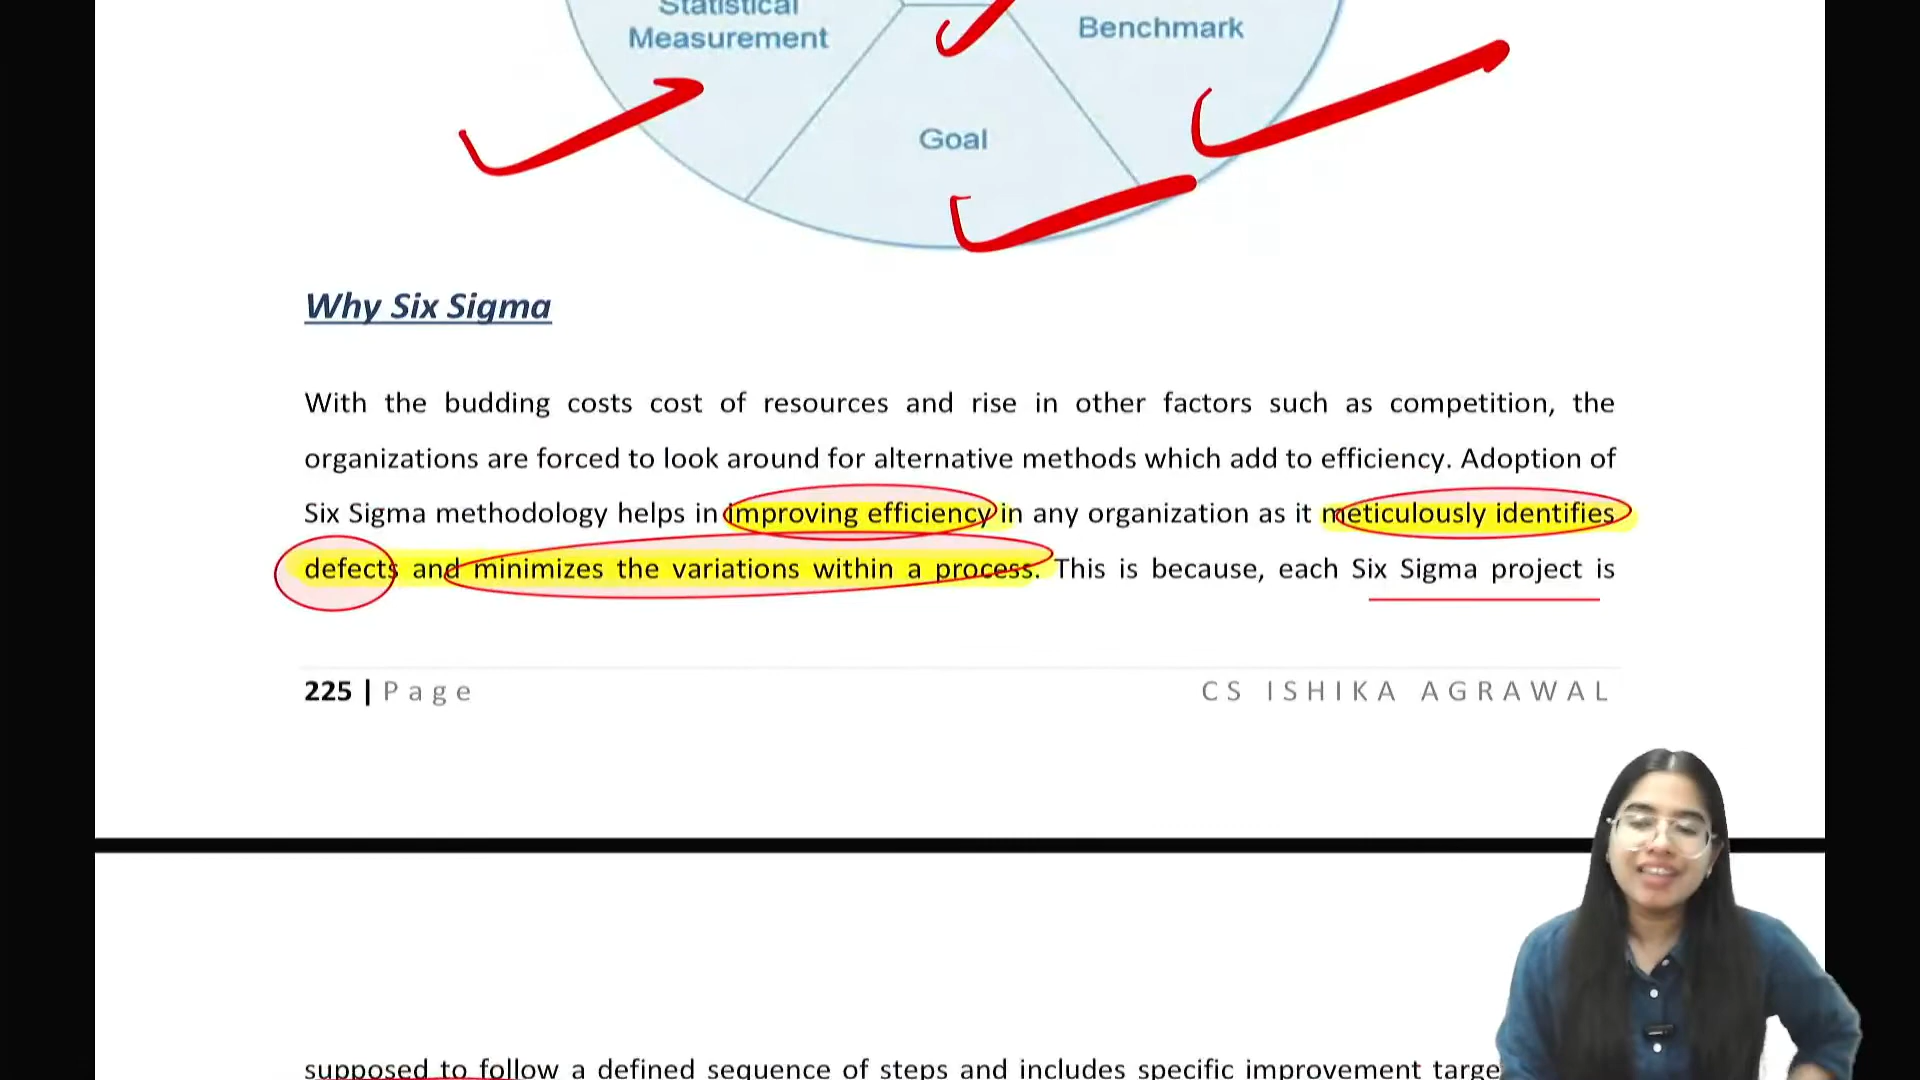 Statistical
Measurement
Benchmark
Goal
Why Six Sigma
With the budding costs cost of resources and rise in other factors such as competition, the
organizations are forced to look around for alternative methods which add to efficiency. Adoption of
Six Sigma methodology helps in improving efficiency in any organization as it meticulously identifies
defects and minimizes the variations within a process. This is because, each Six Sigma project is
225 | Page
CS ISHIKA AGRAWAL
supposed to follow a defined sequence of steps and includes specific improvement targe